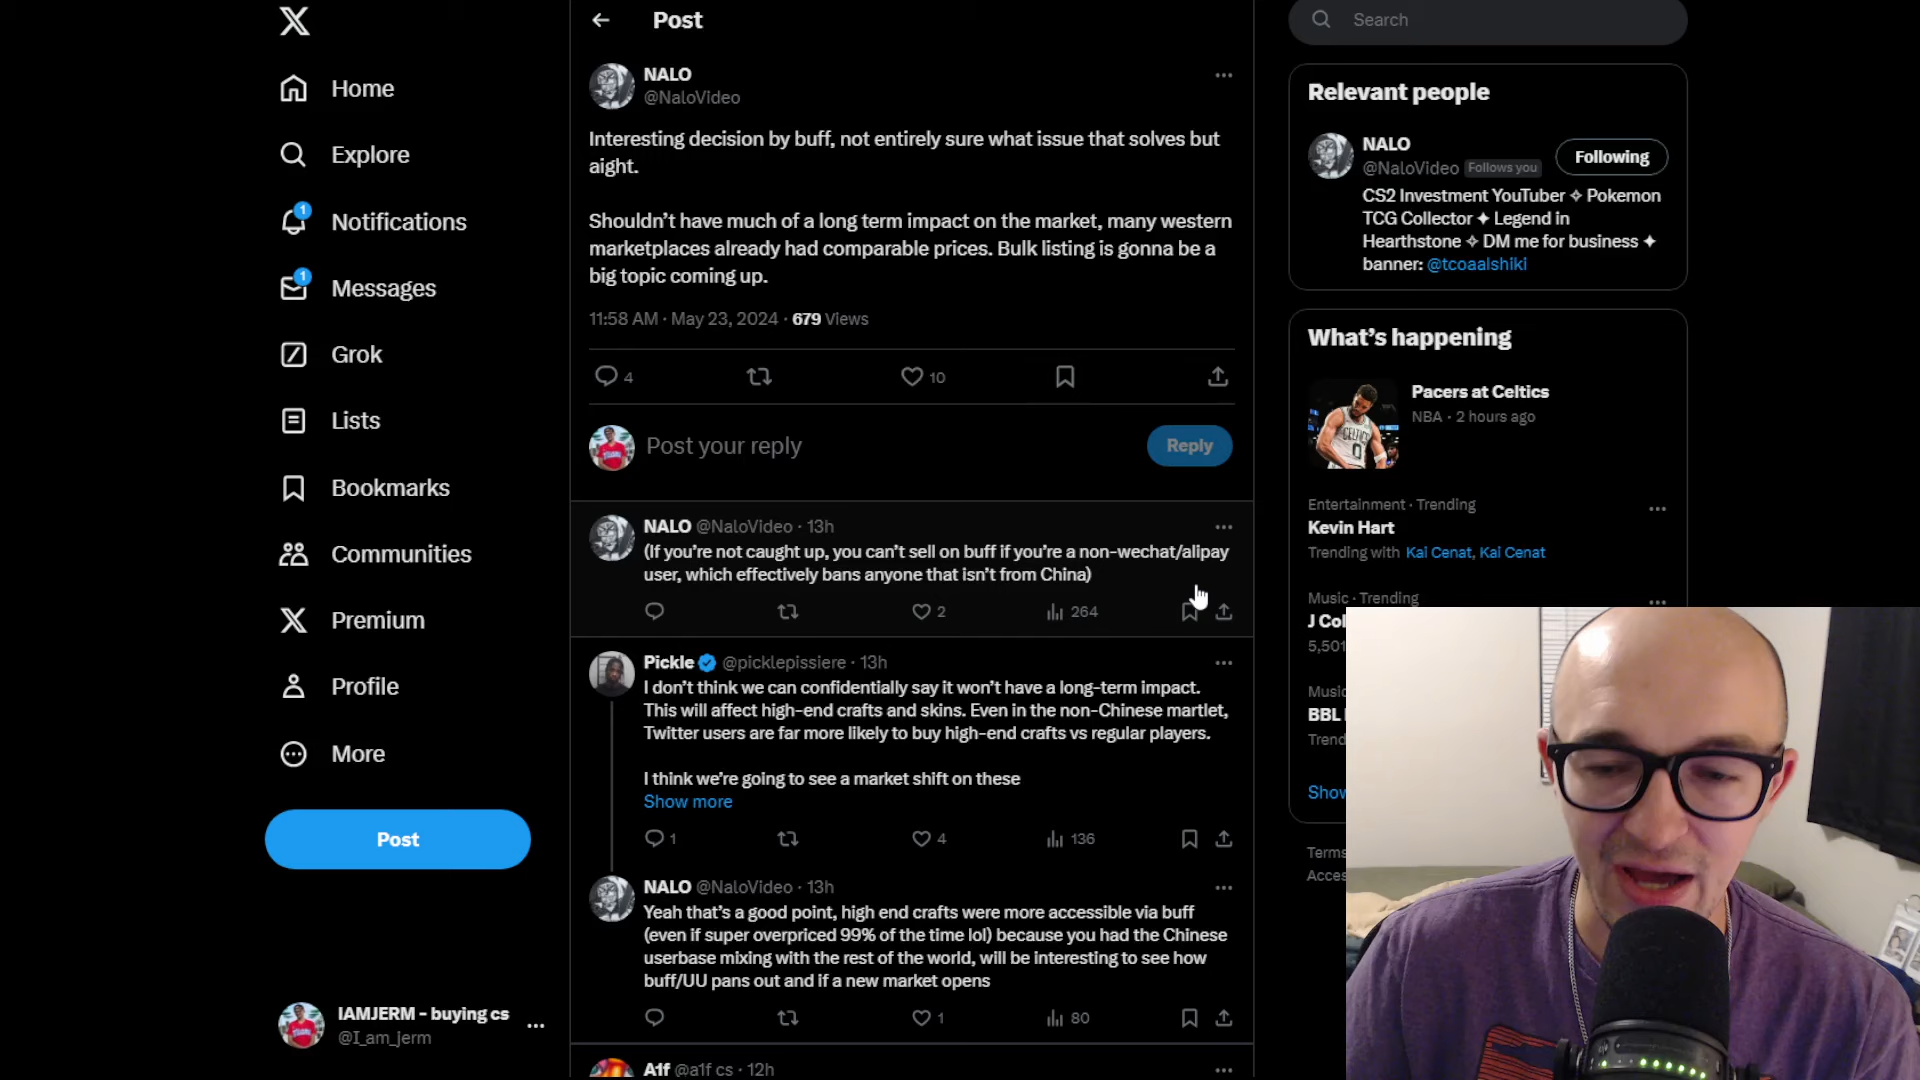 Home
Explore
1
Notifications
1
Messages
Grok
Lists
Bookmarks
Communities
Premium
Profile
More
Post
IAMJERM - buying cs
@I_am_jerm
Post
NALO
@NaloVideo
Interesting decision by buff, not entirely sure what issue that solves but
aight.
Shouldn't have much of a long term impact on the market, many western
marketplaces already had comparable prices. Bulk listing is gonna be a
big topic coming up.
11:58 AM · May 23, 2024 · 679 Views
4
10
Post your reply
Reply
NALO @NaloVideo · 13h
(If you're not caught up, you can't sell on buff if you're a non-wechat/alipay
user, which effectively bans anyone that isn't from China)
2
264
Pickle @picklepissiere · 13h
I don't think we can confidentially say it won't have a long-term impact.
This will affect high-end crafts and skins. Even in the non-Chinese martlet,
Twitter users are far more likely to buy high-end crafts vs regular players.
I think we're going to see a market shift on these
Show more
1
4
136
NALO @NaloVideo · 13h
Yeah that's a good point, high end crafts were more accessible via buff
(even if super overpriced 99% of the time lol) because you had the Chinese
userbase mixing with the rest of the world, will be interesting to see how
buff/UU pans out and if a new market opens
1
80
A1f @a1f cs · 12h
Search
Relevant people
NALO
@NaloVideo Follows you
Following
CS2 Investment YouTuber ✧ Pokemon
TCG Collector ✦ Legend in
Hearthstone ✧ DM me for business ✦
banner: @tcoaalshiki
What's happening
Pacers at Celtics
NBA · 2 hours ago
Entertainment · Trending
Kevin Hart
Trending with Kai Cenat, Kai Cenat
Music · Trending
J Col
5,501
Music
BBL
Trend
Show
Terms
Acces